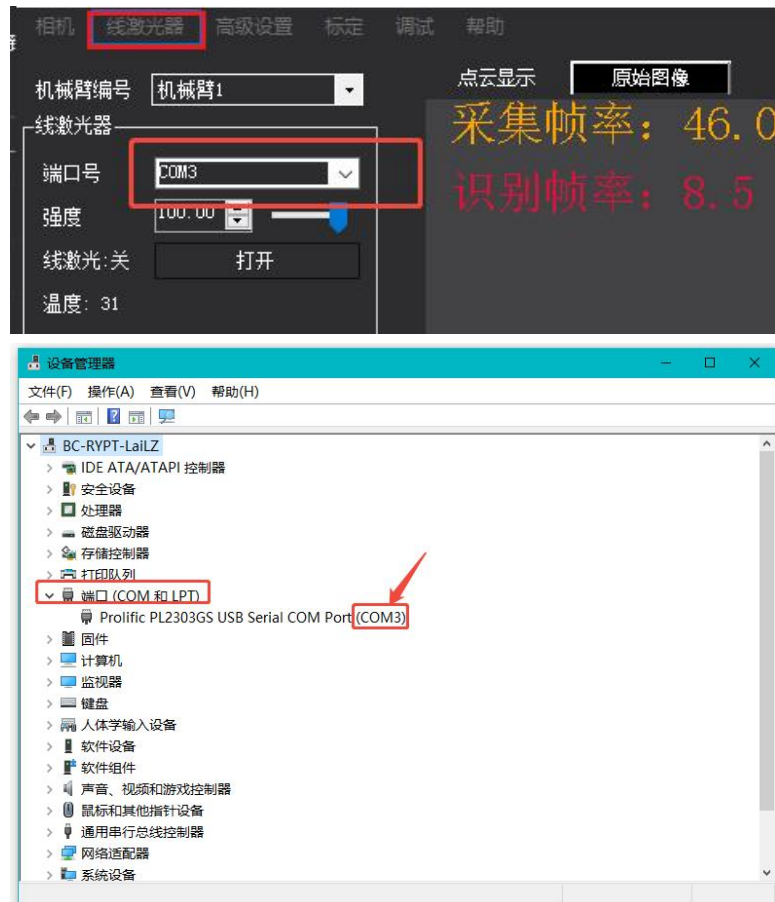 相机 线激光器 高级设置 标定 调试 帮助
机械臂编号 机械臂1 点云显示 原始图像
线激光器 采集帧率：46.0
端口号 COM3 识别帧率：8.5
强度 100.00
线激光:关 打开
温度: 31
设备管理器
文件(F) 操作(A) 查看(V) 帮助(H)
BC-RYPT-LaiLZ
IDE ATA/ATAPI 控制器
安全设备
处理器
磁盘驱动器
存储控制器
打印队列
端口 (COM 和 LPT)
Prolific PL2303GS USB Serial COM Port (COM3)
固件
计算机
监视器
键盘
人体学输入设备
软件设备
软件组件
声音、视频和游戏控制器
鼠标和其他指针设备
通用串行总线控制器
网络适配器
系统设备